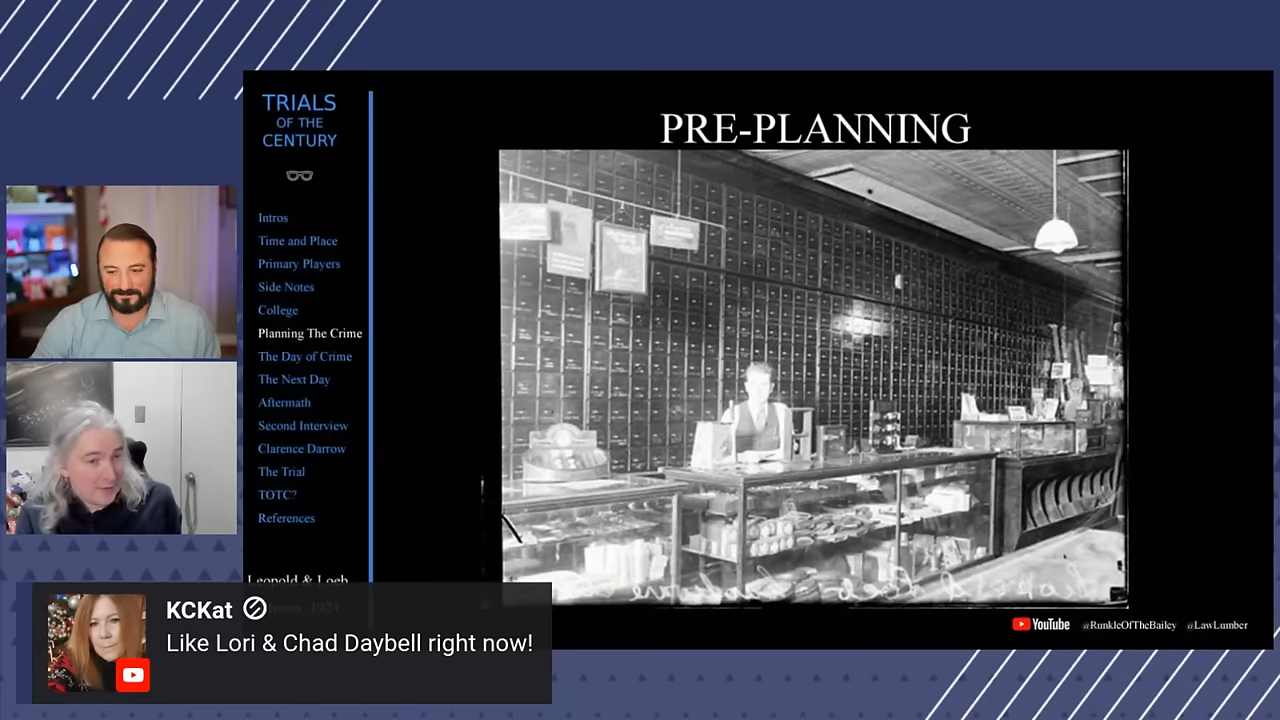 TRIALS
OF THE
CENTURY
Intros
Time and Place
Primary Players
Side Notes
College
Planning The Crime
The Day of Crime
The Next Day
Aftermath
Second Interview
Clarence Darrow
The Trial
TOTC?
References
Leopold & Loeb
PRE-PLANNING
YouTube @RunkleOfTheBailey @LawLumber
KCKat
Like Lori & Chad Daybell right now!